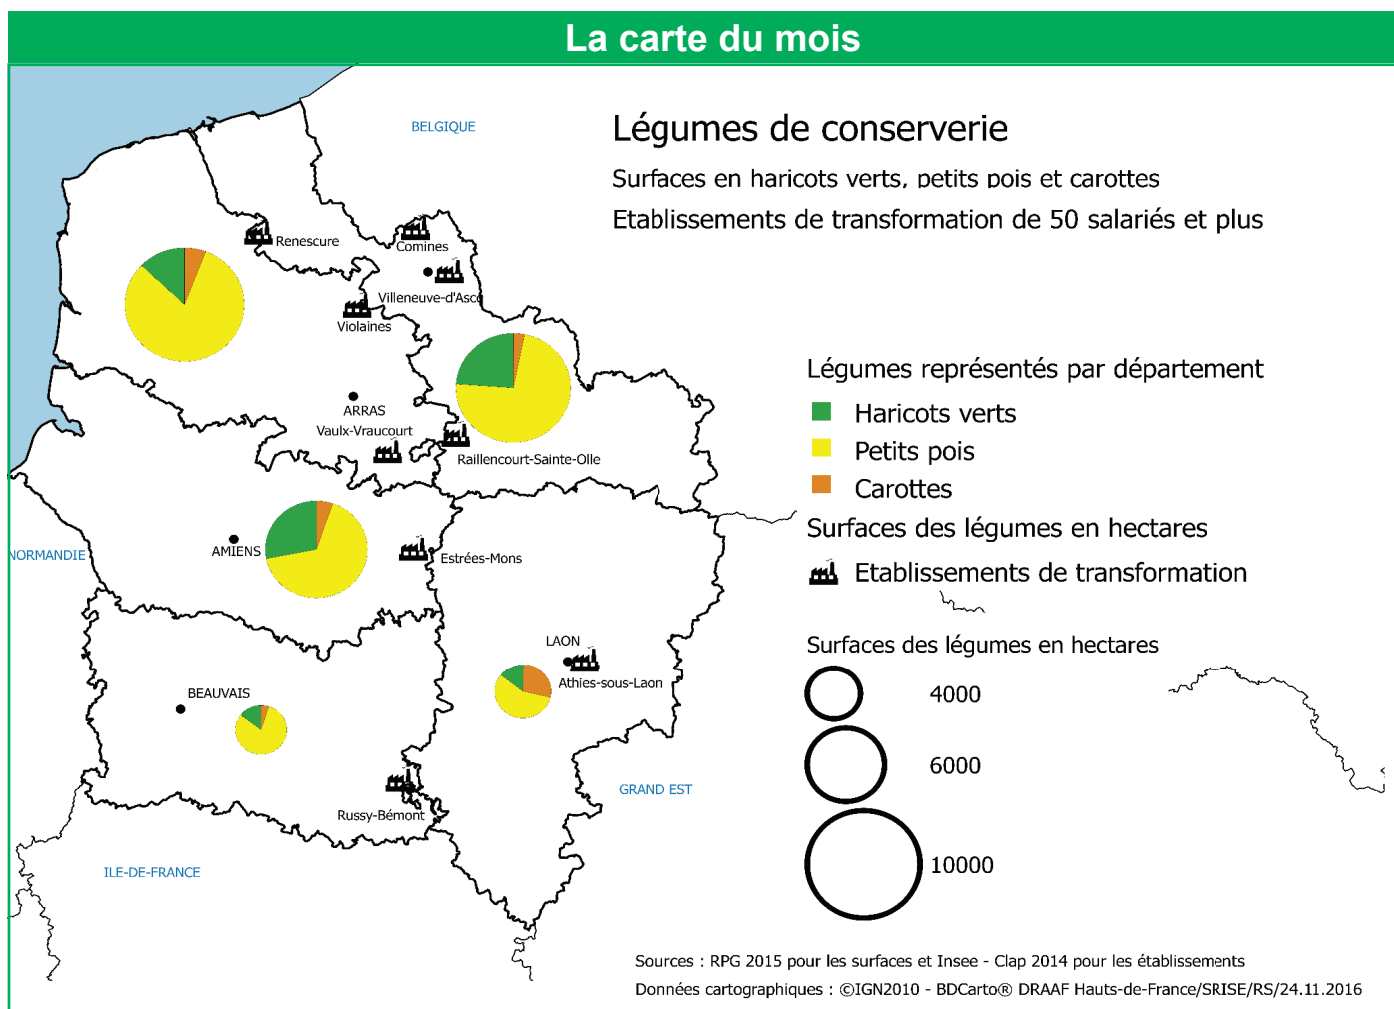 La carte du mois
BELGIQUE
Légumes de conserverie
Surfaces en haricots verts, petits pois et carottes
Etablissements de transformation de 50 salariés et plus
Renescure
Comines
Villeneuve-d'Ascq
Violaines
ARRAS
Vaulx-Vraucourt
Raillencourt-Sainte-Olle
Légumes représentés par département
Haricots verts
Petits pois
Carottes
Surfaces des légumes en hectares
Etablissements de transformation
NORMANDIE
AMIENS
Estrées-Mons
LAON
Athies-sous-Laon
BEAUVAIS
Russy-Bémont
GRAND EST
ILE-DE-FRANCE
Surfaces des légumes en hectares
4000
6000
10000
Sources : RPG 2015 pour les surfaces et Insee - Clap 2014 pour les établissements
Données cartographiques : ©IGN2010 - BDCarto® DRAAF Hauts-de-France/SRISE/RS/24.11.2016